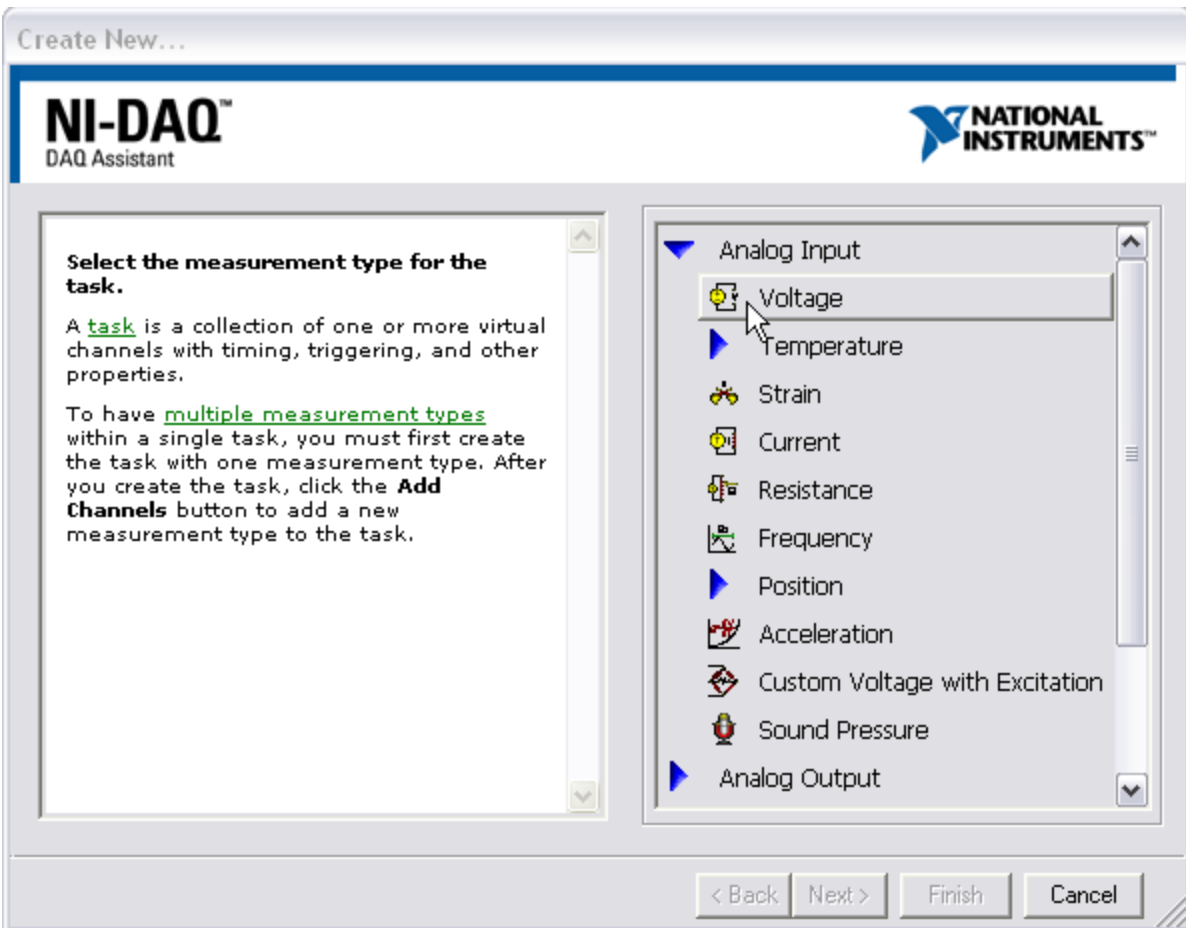 Create New...
NI-DAQ™
DAQ Assistant
NATIONAL
INSTRUMENTS™
Select the measurement type for the
task.
A task is a collection of one or more virtual
channels with timing, triggering, and other
properties.
To have multiple measurement types
within a single task, you must first create
the task with one measurement type. After
you create the task, click the Add
Channels button to add a new
measurement type to the task.
Analog Input
Voltage
Temperature
Strain
Current
Resistance
Frequency
Position
Acceleration
Custom Voltage with Excitation
Sound Pressure
Analog Output
< Back Next > Finish Cancel